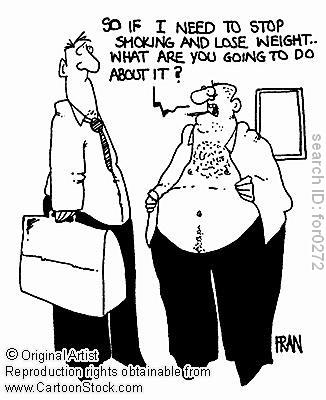 SO IF I NEED TO STOP
SMOKING AND LOSE WEIGHT..
WHAT ARE YOU GOING TO DO
ABOUT IT?
search ID: for0272
FRAN
© Original Artist
Reproduction rights obtainable from
www.CartoonStock.com